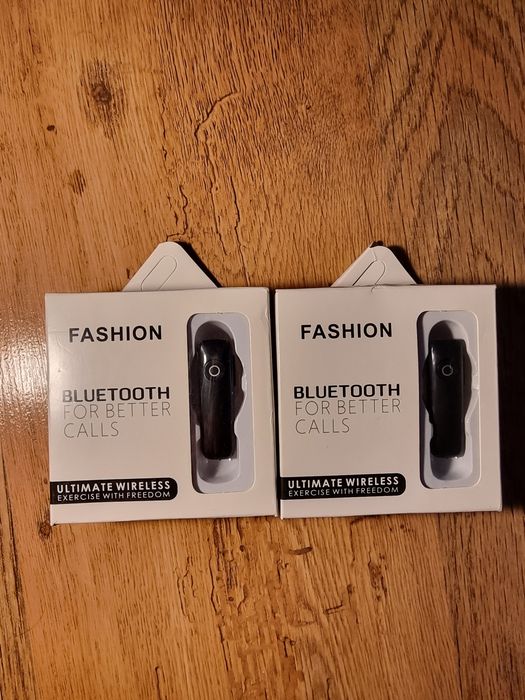 FASHION
BLUETOOTH
FOR BETTER
CALLS
ULTIMATE WIRELESS
EXERCISE WITH FREEDOM
FASHION
BLUETOOTH
FOR BETTER
CALLS
ULTIMATE WIRELESS
EXERCISE WITH FREEDOM